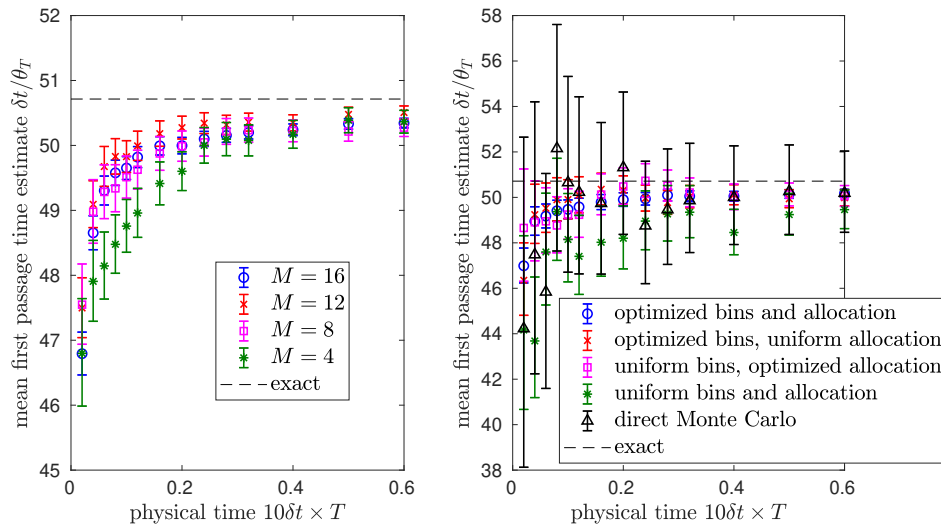 mean first passage time estimate δt/θ_T
52
51
50
49
48
47
46
45
0
0.2
0.4
0.6
physical time 10δt × T
M = 16
M = 12
M = 8
M = 4
exact
mean first passage time estimate δt/θ_T
58
56
54
52
50
48
46
44
42
40
38
0
0.2
0.4
0.6
physical time 10δt × T
optimized bins and allocation
optimized bins, uniform allocation
uniform bins, optimized allocation
uniform bins and allocation
direct Monte Carlo
exact